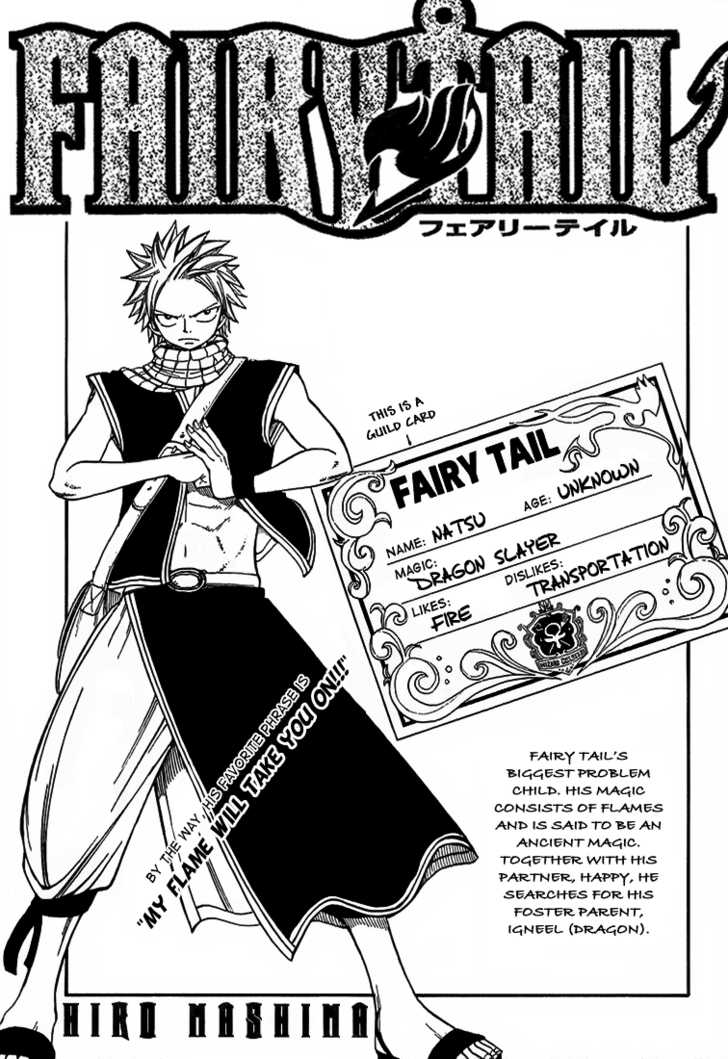 FAIRY TAIL
フェアリーテイル
THIS IS A
GUILD CARD
FAIRY TAIL
NAME: NATSU
AGE: UNKNOWN
MAGIC:
DRAGON SLAYER
LIKES:
FIRE
DISLIKES:
TRANSPORTATION
BY THE WAY, HIS FAVORITE PHRASE IS
"MY FLAME WILL TAKE YOU ON!!"
FAIRY TAIL'S
BIGGEST PROBLEM
CHILD. HIS MAGIC
CONSISTS OF FLAMES
AND IS SAID TO BE AN
ANCIENT MAGIC.
TOGETHER WITH HIS
PARTNER, HAPPY, HE
SEARCHES FOR HIS
FOSTER PARENT,
IGNEEL (DRAGON).
HIRO MASHIMA